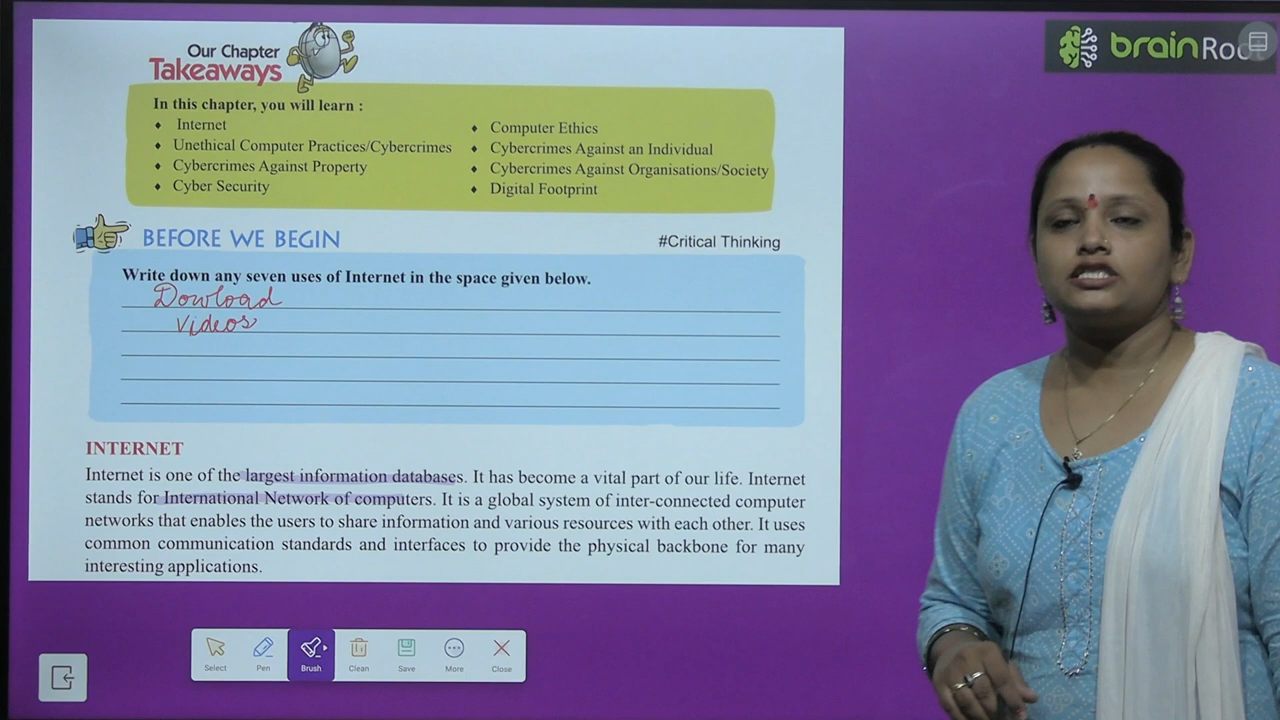 Our Chapter
Takeaways
brainRoo
In this chapter, you will learn :
♦ Internet
♦ Computer Ethics
♦ Unethical Computer Practices/Cybercrimes
♦ Cybercrimes Against an Individual
♦ Cybercrimes Against Property
♦ Cybercrimes Against Organisations/Society
♦ Cyber Security
♦ Digital Footprint
BEFORE WE BEGIN
#Critical Thinking
Write down any seven uses of Internet in the space given below.
Dowload
Videos
INTERNET
Internet is one of the largest information databases. It has become a vital part of our life. Internet
stands for International Network of computers. It is a global system of inter-connected computer
networks that enables the users to share information and various resources with each other. It uses
common communication standards and interfaces to provide the physical backbone for many
interesting applications.
Select
Pen
Brush
Clean
Save
More
Close